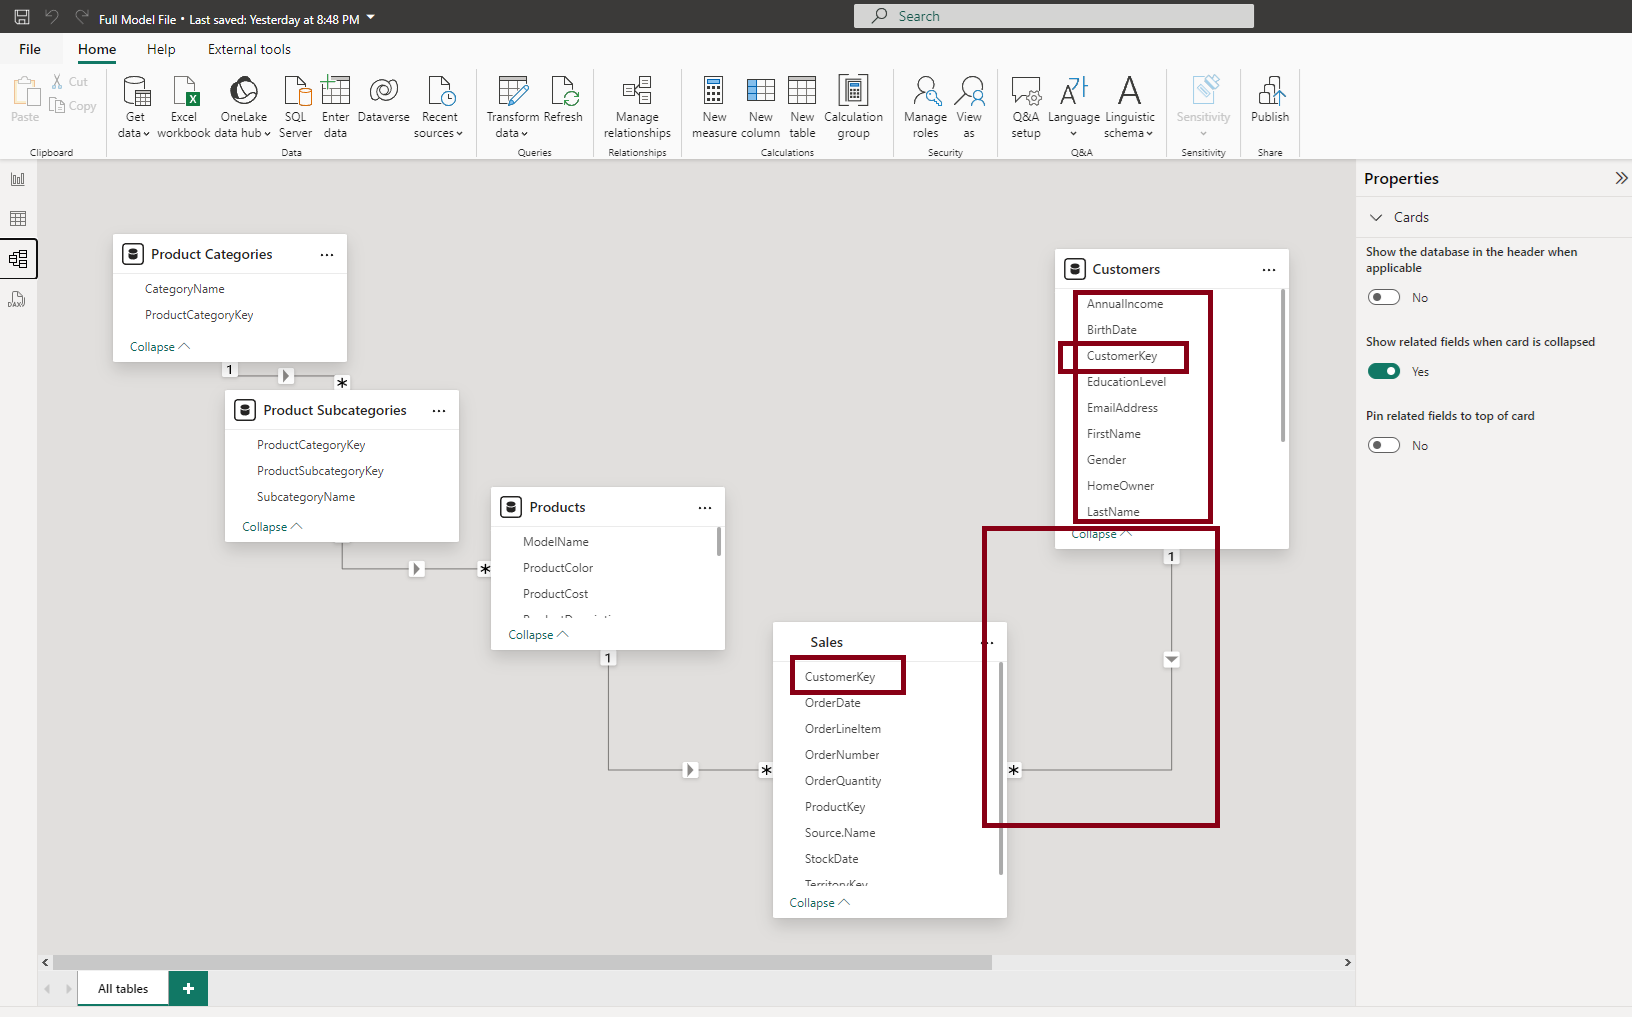 Full Model File • Last saved: Yesterday at 8:48 PM
Search
File
Home
Help
External tools
Paste
Cut
Copy
Clipboard
Get data
Excel workbook
OneLake data hub
SQL Server
Enter data
Dataverse
Recent sources
Data
Transform data
Refresh
Queries
Manage relationships
Relationships
New measure
New column
New table
Calculation group
Calculations
Manage roles
View as
Security
Q&A setup
Language
Linguistic schema
Q&A
Sensitivity
Sensitivity
Publish
Share
DAX
Product Categories
CategoryName
ProductCategoryKey
Collapse
1
*
Product Subcategories
ProductCategoryKey
ProductSubcategoryKey
SubcategoryName
Collapse
*
Products
ModelName
ProductColor
ProductCost
ProductDescription
Collapse
1
*
Sales
CustomerKey
OrderDate
OrderLineItem
OrderNumber
OrderQuantity
ProductKey
Source.Name
StockDate
TerritoryKey
Collapse
Customers
AnnualIncome
BirthDate
CustomerKey
EducationLevel
EmailAddress
FirstName
Gender
HomeOwner
LastName
Collapse
1
*
Properties
Cards
Show the database in the header when
applicable
No
Show related fields when card is collapsed
Yes
Pin related fields to top of card
No
All tables
+